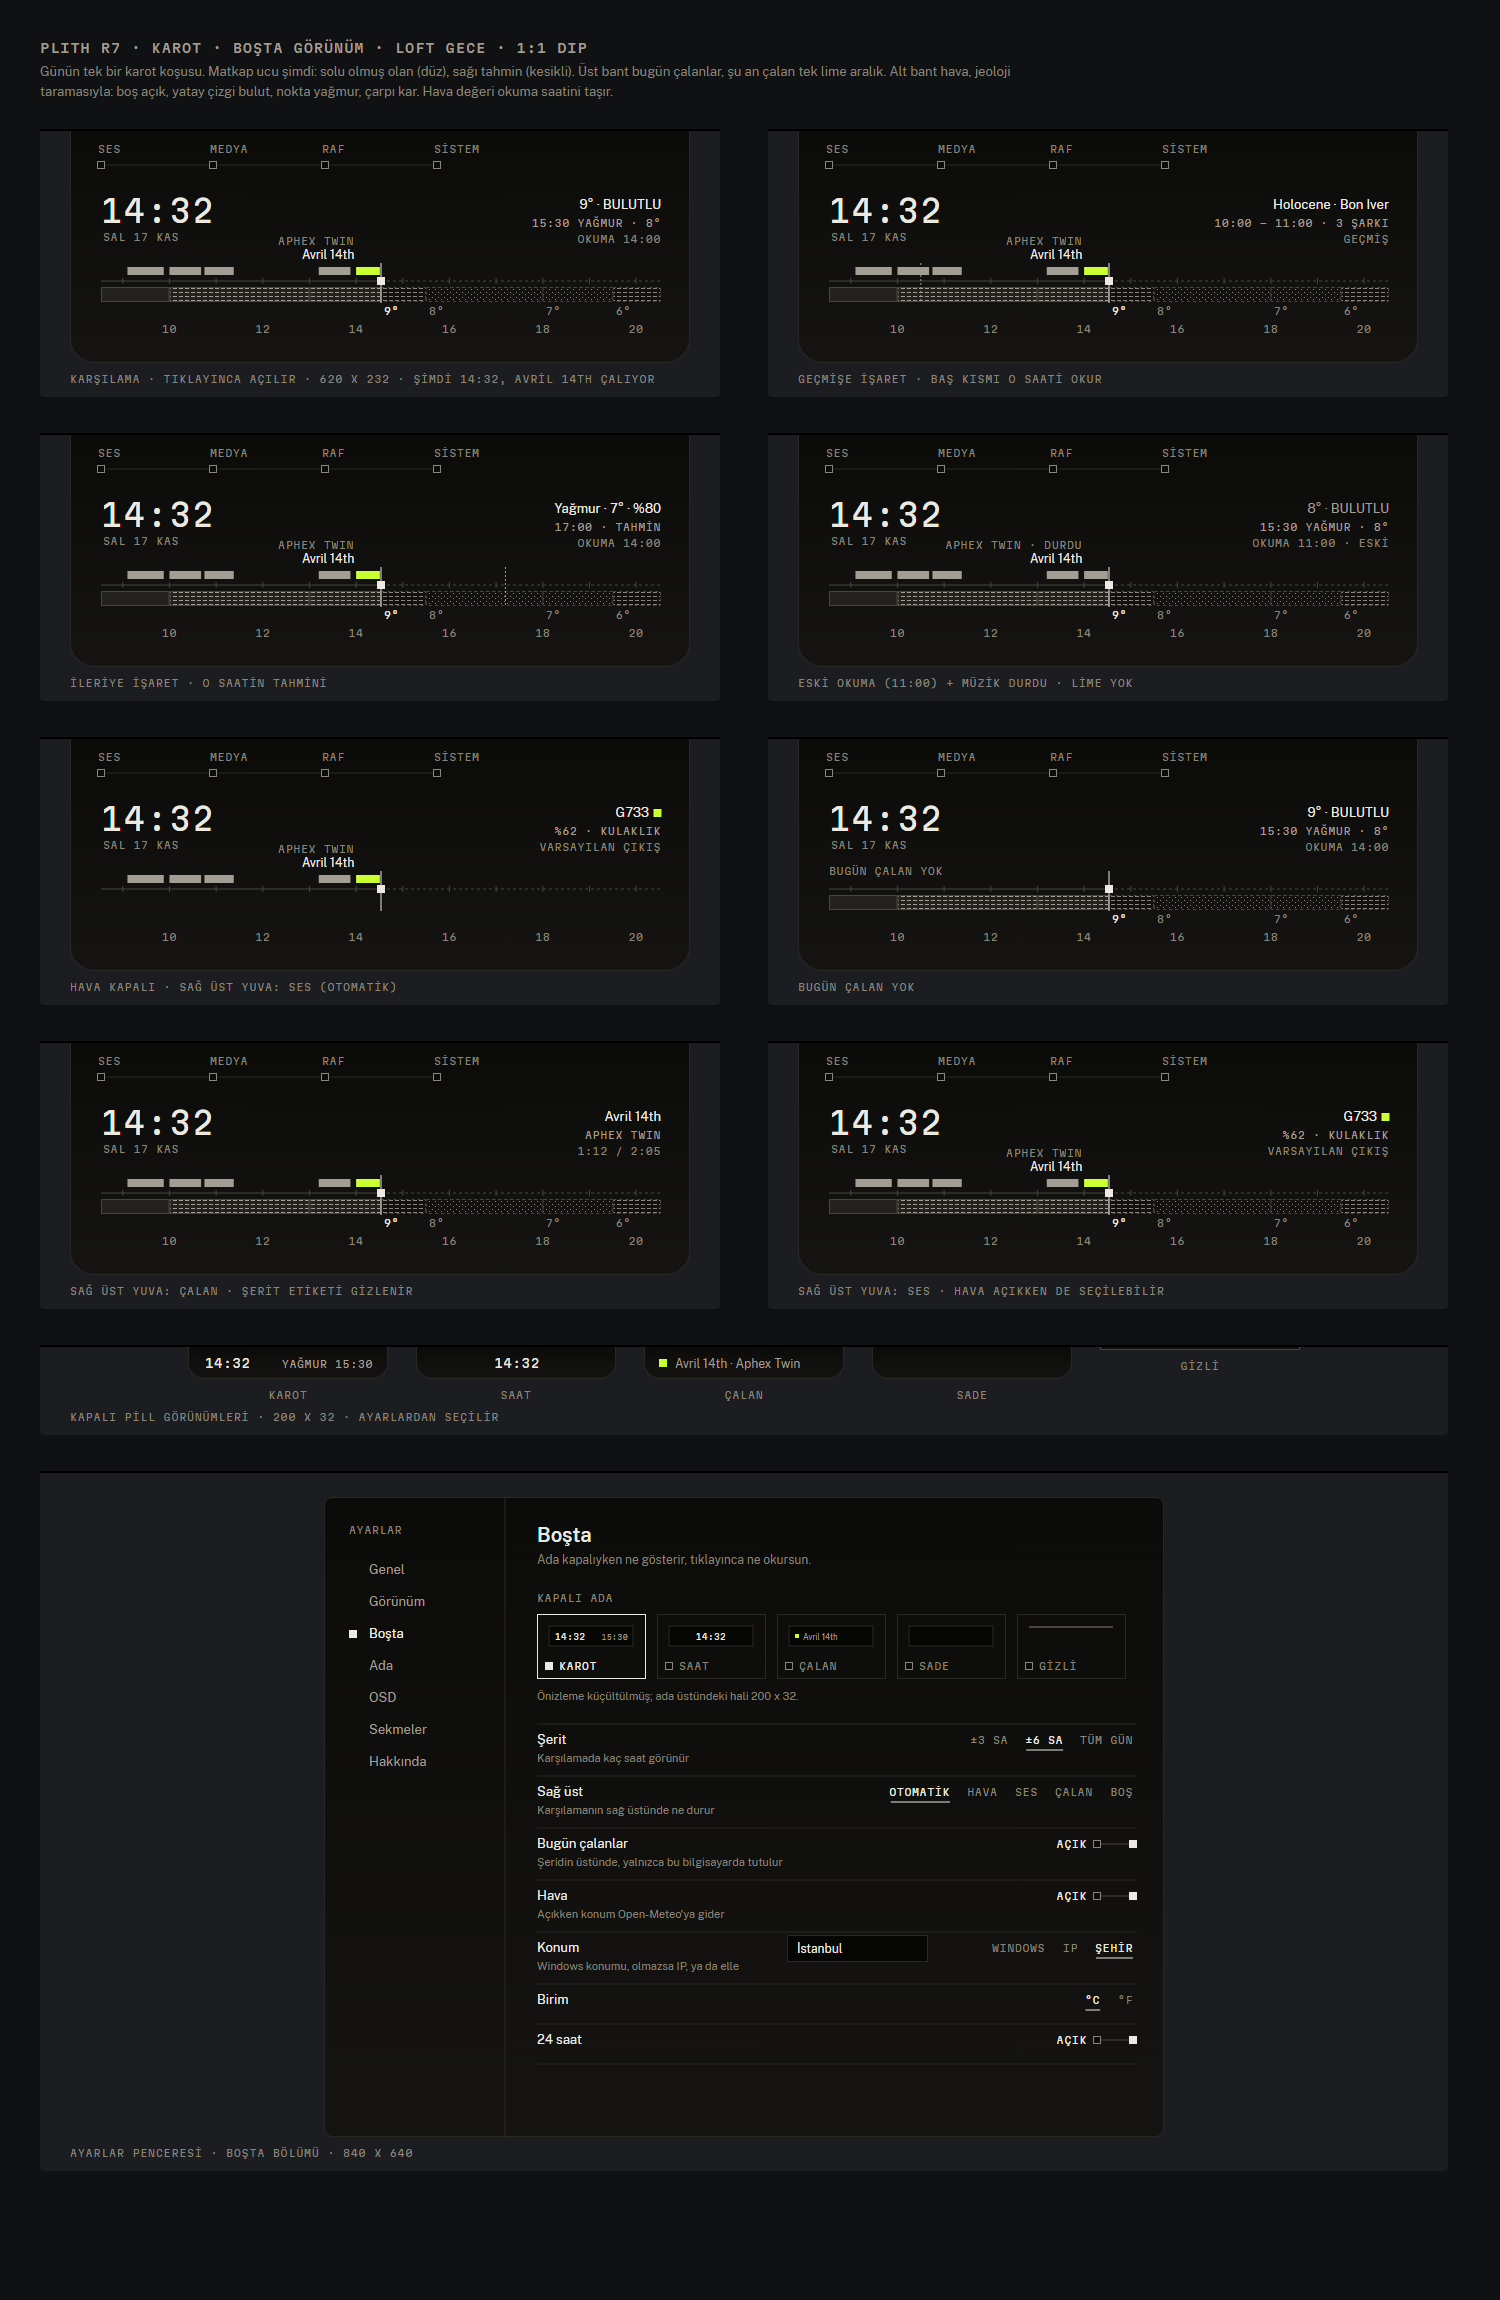 PLITH R7 · KAROT · BOŞTA GÖRÜNÜM · LOFT GECE · 1:1 DIP
Günün tek bir karot koşusu. Matkap ucu şimdi: solu olmuş olan (düz), sağı tahmin (kesikli). Üst bant bugün çalanlar, şu an çalan tek lime aralık. Alt bant hava, jeoloji
taramasıyla: boş açık, yatay çizgi bulut, nokta yağmur, çarpı kar. Hava değeri okuma saatini taşır.
SES MEDYA RAF SİSTEM
14:32
SAL 17 KAS
9° · BULUTLU
15:30 YAĞMUR · 8°
OKUMA 14:00
APHEX TWIN
Avril 14th
9° 8° 7° 6°
10 12 14 16 18 20
KARŞILAMA · TIKLAYINCA AÇILIR · 620 X 232 · ŞİMDİ 14:32, AVRİL 14TH ÇALIYOR
SES MEDYA RAF SİSTEM
14:32
SAL 17 KAS
Holocene · Bon Iver
10:00 – 11:00 · 3 ŞARKI
GEÇMİŞ
APHEX TWIN
Avril 14th
9° 8° 7° 6°
10 12 14 16 18 20
GEÇMİŞE İŞARET · BAŞ KISMI O SAATİ OKUR
SES MEDYA RAF SİSTEM
14:32
SAL 17 KAS
Yağmur · 7° · %80
17:00 · TAHMİN
OKUMA 14:00
APHEX TWIN
Avril 14th
9° 8° 7° 6°
10 12 14 16 18 20
İLERİYE İŞARET · O SAATİN TAHMİNİ
SES MEDYA RAF SİSTEM
14:32
SAL 17 KAS
8° · BULUTLU
15:30 YAĞMUR · 8°
OKUMA 11:00 · ESKİ
APHEX TWIN · DURDU
Avril 14th
9° 8° 7° 6°
10 12 14 16 18 20
ESKİ OKUMA (11:00) + MÜZİK DURDU · LİME YOK
SES MEDYA RAF SİSTEM
14:32
SAL 17 KAS
G733
%62 · KULAKLIK
VARSAYILAN ÇIKIŞ
APHEX TWIN
Avril 14th
10 12 14 16 18 20
HAVA KAPALI · SAĞ ÜST YUVA: SES (OTOMATİK)
SES MEDYA RAF SİSTEM
14:32
SAL 17 KAS
9° · BULUTLU
15:30 YAĞMUR · 8°
OKUMA 14:00
BUGÜN ÇALAN YOK
9° 8° 7° 6°
10 12 14 16 18 20
BUGÜN ÇALAN YOK
SES MEDYA RAF SİSTEM
14:32
SAL 17 KAS
Avril 14th
APHEX TWIN
1:12 / 2:05
9° 8° 7° 6°
10 12 14 16 18 20
SAĞ ÜST YUVA: ÇALAN · ŞERİT ETİKETİ GİZLENİR
SES MEDYA RAF SİSTEM
14:32
SAL 17 KAS
G733
%62 · KULAKLIK
VARSAYILAN ÇIKIŞ
APHEX TWIN
Avril 14th
9° 8° 7° 6°
10 12 14 16 18 20
SAĞ ÜST YUVA: SES · HAVA AÇIKKEN DE SEÇİLEBİLİR
14:32 YAĞMUR 15:30
14:32
Avril 14th · Aphex Twin
KAROT SAAT ÇALAN SADE GİZLİ
KAPALI PİLL GÖRÜNÜMLERİ · 200 X 32 · AYARLARDAN SEÇİLİR
AYARLAR
Genel
Görünüm
Boşta
Ada
OSD
Sekmeler
Hakkında
Boşta
Ada kapalıyken ne gösterir, tıklayınca ne okursun.
KAPALI ADA
14:32 15:30
14:32
Avril 14th
KAROT SAAT ÇALAN SADE GİZLİ
Önizleme küçültülmüş; ada üstündeki hali 200 x 32.
Şerit ±3 SA ±6 SA TÜM GÜN
Karşılamada kaç saat görünür
Sağ üst OTOMATİK HAVA SES ÇALAN BOŞ
Karşılamanın sağ üstünde ne durur
Bugün çalanlar AÇIK
Şeridin üstünde, yalnızca bu bilgisayarda tutulur
Hava AÇIK
Açıkken konum Open-Meteo'ya gider
Konum İstanbul WINDOWS IP ŞEHİR
Windows konumu, olmazsa IP, ya da elle
Birim °C °F
24 saat AÇIK
AYARLAR PENCERESİ · BOŞTA BÖLÜMÜ · 840 X 640